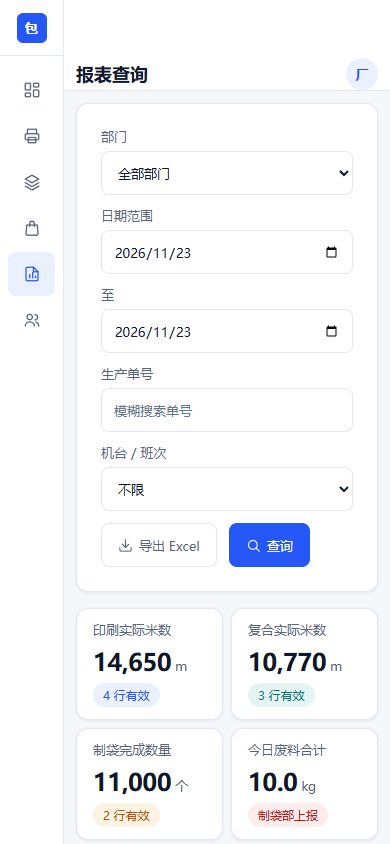 包
报表查询
厂
部门
全部部门
日期范围
2026/11/23
至
2026/11/23
生产单号
模糊搜索单号
机台 / 班次
不限
导出 Excel
查询
印刷实际米数
14,650 m
4 行有效
复合实际米数
10,770 m
3 行有效
制袋完成数量
11,000 个
2 行有效
今日废料合计
10.0 kg
制袋部上报